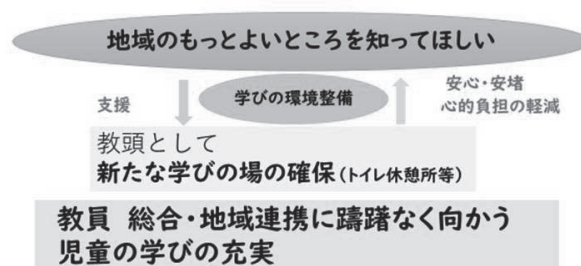 地域のもっとよいところを知ってほしい
支援
学びの環境整備
安心・安堵
心的負担の軽減
教頭として
新たな学びの場の確保(トイレ休憩所等)
教員 総合・地域連携に躊躇なく向かう
児童の学びの充実